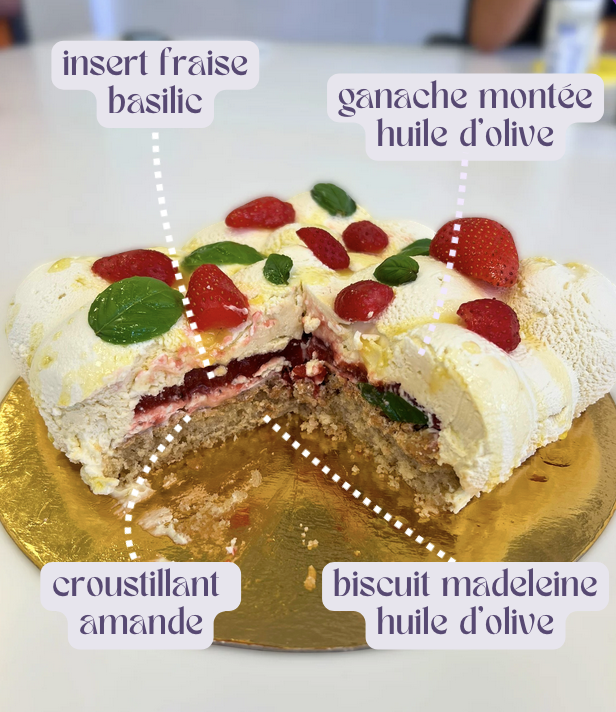 insert fraise
basilic
ganache montée
huile d'olive
croustillant
amande
biscuit madeleine
huile d'olive